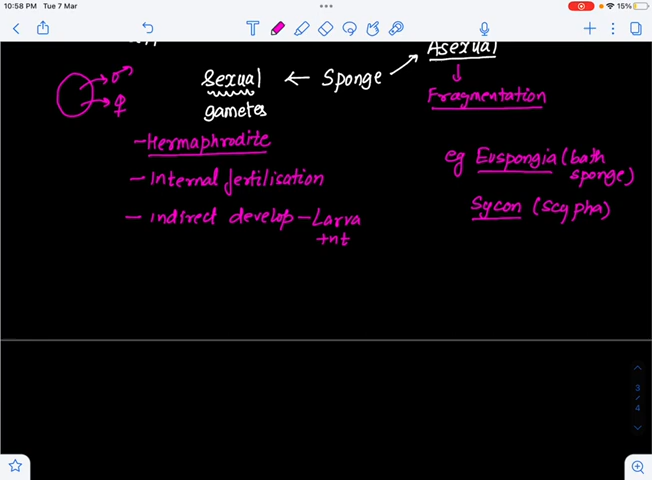 10:58 PM Tue 7 Mar
15%
Asexual
Sexual ← Sponge
gametes
Fragmentation
- Hermaphrodite
- Internal fertilisation
- Indirect develop - Larva
+nt
eg Euspongia (bath
sponge)
Sycon (scypha)
3
/
4